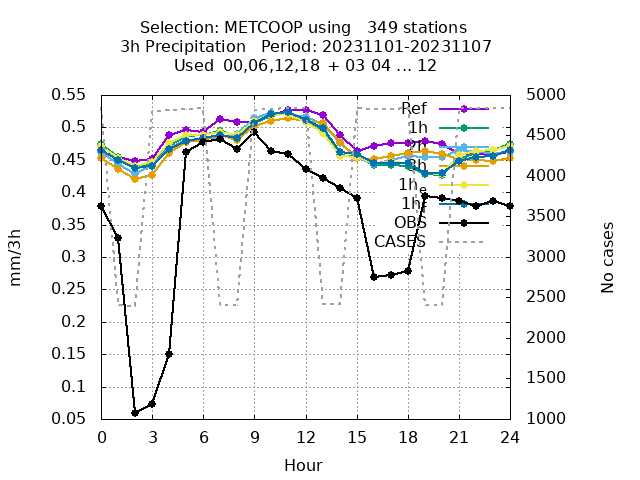 Selection: METCOOP using   349 stations
3h Precipitation   Period: 20231101-20231107
Used 00,06,12,18 + 03 04 ... 12
0.55
0.5
0.45
0.4
0.35
0.3
0.25
0.2
0.15
0.1
0.05
mm/3h
5000
4500
4000
3500
3000
2500
2000
1500
1000
No cases
Ref
1h
3h
1h_e
1h_f
OBS
CASES
0 3 6 9 12 15 18 21 24
Hour